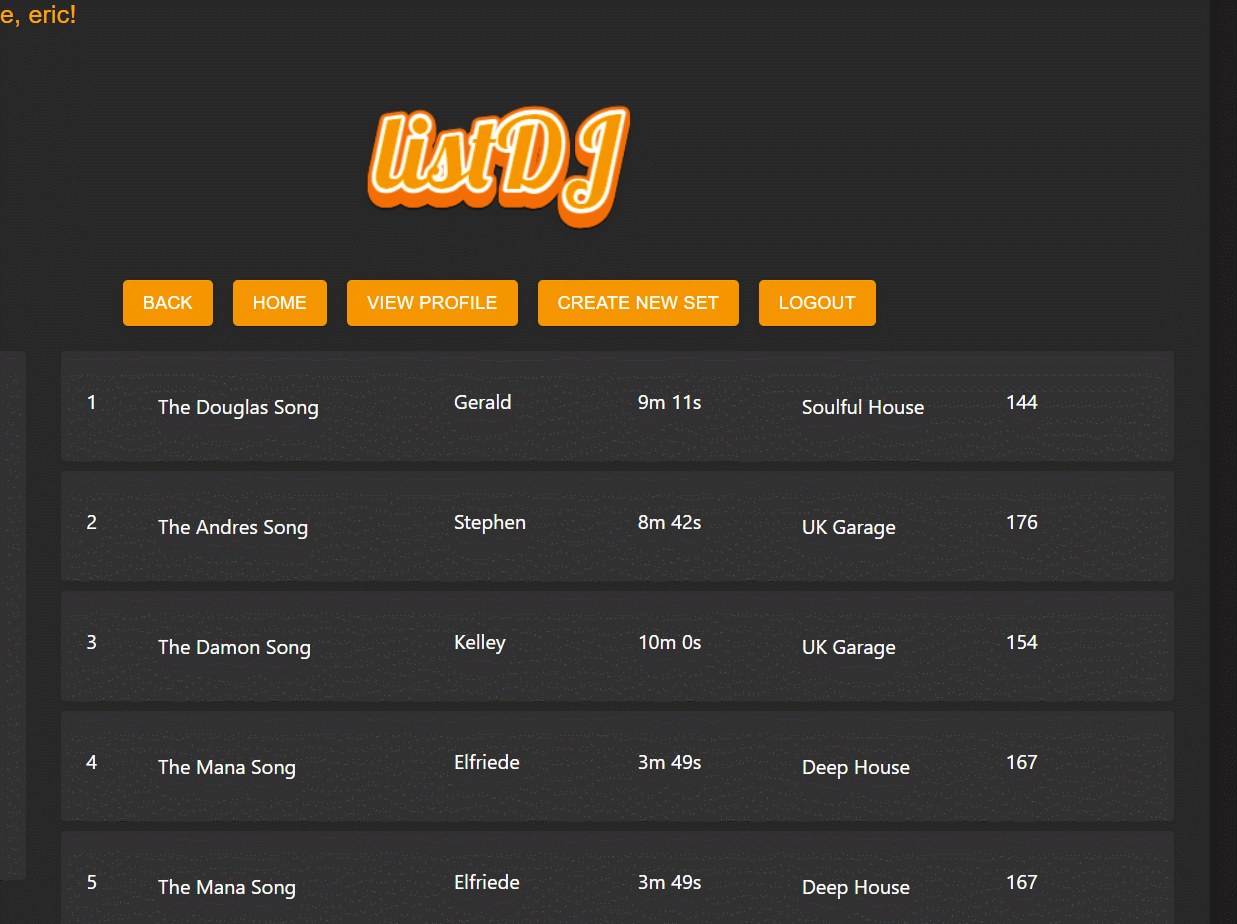 e, eric!
listDJ
BACK HOME VIEW PROFILE CREATE NEW SET LOGOUT
1 The Douglas Song Gerald 9m 11s Soulful House 144
2 The Andres Song Stephen 8m 42s UK Garage 176
3 The Damon Song Kelley 10m 0s UK Garage 154
4 The Mana Song Elfriede 3m 49s Deep House 167
5 The Mana Song Elfriede 3m 49s Deep House 167